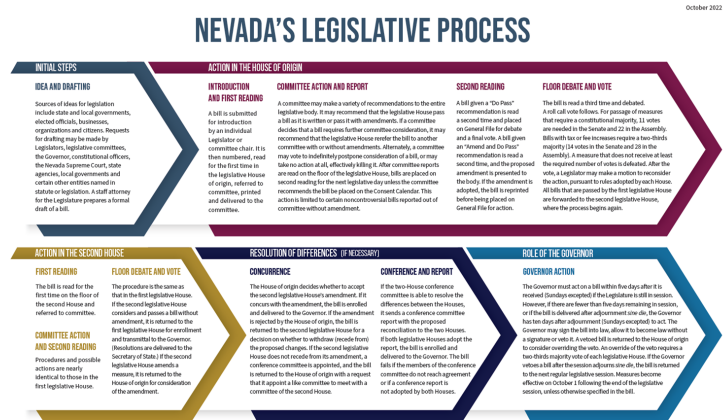 October 2022
NEVADA'S LEGISLATIVE PROCESS
INITIAL STEPS
IDEA AND DRAFTING
Sources of ideas for legislation
include state and local governments,
elected officials, businesses,
organizations and citizens. Requests
for drafting may be made by
Legislators, legislative committees,
the Governor, constitutional officers,
the Nevada Supreme Court, state
agencies, local governments and
certain other entities named in
statute or legislation. A staff attorney
for the Legislature prepares a formal
draft of a bill.
ACTION IN THE HOUSE OF ORIGIN
INTRODUCTION
AND FIRST READING
A bill is submitted
for introduction
by an individual
Legislator or
committee chair. It is
then numbered, read
for the first time in
the legislative House
of origin, referred to
committee, printed
and delivered to the
committee.
COMMITTEE ACTION AND REPORT
A committee may make a variety of recommendations to the entire
legislative body. It may recommend that the legislative House pass
a bill as it is written or pass it with amendments. If a committee
decides that a bill requires further committee consideration, it may
recommend that the legislative House rerefer the bill to another
committee with or without amendments. Alternately, a committee
may vote to indefinitely postpone consideration of a bill, or may
take no action at all, effectively killing it. After committee reports
are read on the floor of the legislative House, bills are placed on
second reading for the next legislative day unless the committee
recommends the bill be placed on the Consent Calendar. This
action is limited to certain noncontroversial bills reported out of
committee without amendment.
SECOND READING
A bill given a "Do Pass"
recommendation is read
a second time and placed
on General File for debate
and a final vote. A bill given
an "Amend and Do Pass"
recommendation is read a
second time, and the proposed
amendment is presented to the
body. If the amendment is
adopted, the bill is reprinted
before being placed on
General File for action.
FLOOR DEBATE AND VOTE
The bill is read a third time and debated.
A roll call vote follows. For passage of measures
that require a constitutional majority, 11 votes
are needed in the Senate and 22 in the Assembly.
Bills with tax or fee increases require a two-thirds
majority (14 votes in the Senate and 28 in the
Assembly). A measure that does not receive at least
the required number of votes is defeated. After the
vote, a Legislator may make a motion to reconsider
the action, pursuant to rules adopted by each House.
All bills that are passed by the first legislative House
are forwarded to the second legislative House,
where the process begins again.
ACTION IN THE SECOND HOUSE
FIRST READING
The bill is read for the
first time on the floor of
the second House and
referred to committee.
COMMITTEE ACTION
AND SECOND READING
Procedures and possible
actions are nearly
identical to those in the
first legislative House.
FLOOR DEBATE AND VOTE
The procedure is the same as
that in the first legislative House.
If the second legislative House
considers and passes a bill without
amendment, it is returned to the
first legislative House for enrollment
and transmittal to the Governor.
(Resolutions are delivered to the
Secretary of State.) If the second
legislative House amends a
measure, it is returned to the
House of origin for consideration
of the amendment.
RESOLUTION OF DIFFERENCES (IF NECESSARY)
CONCURRENCE
The House of origin decides whether to accept
the second legislative House's amendment. If it
concurs with the amendment, the bill is enrolled
and delivered to the Governor. If the amendment
is rejected by the House of origin, the bill is
returned to the second legislative House for a
decision on whether to withdraw (recede from)
the proposed changes. If the second legislative
House does not recede from its amendment, a
conference committee is appointed, and the bill
is returned to the House of origin with a request
that it appoint a like committee to meet with a
committee of the second House.
CONFERENCE AND REPORT
If the two-House conference
committee is able to resolve the
differences between the Houses,
it sends a conference committee
report with the proposed
reconciliation to the two Houses.
If both legislative Houses adopt the
report, the bill is enrolled and
delivered to the Governor. The bill
fails if the members of the conference
committee do not reach agreement
or if a conference report is
not adopted by both Houses.
ROLE OF THE GOVERNOR
GOVERNOR ACTION
The Governor must act on a bill within five days after it is
received (Sundays excepted) if the Legislature is still in session.
However, if there are fewer than five days remaining in session,
or if the bill is delivered after adjournment sine die, the Governor
has ten days after adjournment (Sundays excepted) to act. The
Governor may sign the bill into law, allow it to become law without
a signature or veto it. A vetoed bill is returned to the House of origin
to consider overriding the veto. An override of the veto requires a
two-thirds majority vote of each legislative House. If the Governor
vetoes a bill after the session adjourns sine die, the bill is returned
to the next regular legislative session. Measures become
effective on October 1 following the end of the legislative
session, unless otherwise specified in the bill.